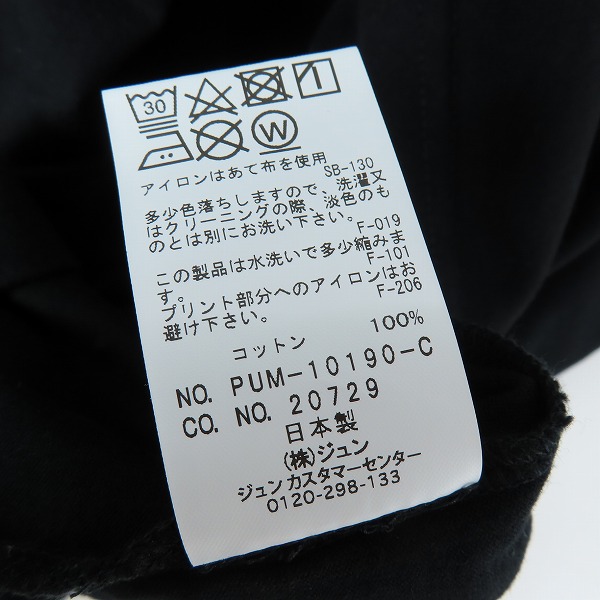 30
W
アイロンはあて布を使用
SB-130
多少色落ちしますので、洗濯又
はクリーニングの際、淡色のも
のとは別にお洗い下さい。
F-019
この製品は水洗いで多少縮みま
す。
F-101
プリント部分へのアイロンはお
避け下さい。
F-206
コットン 100%
NO. PUM-10190-C
CO. NO. 20729
日本製
(株)ジュン
ジュン カスタマーセンター
0120-298-133